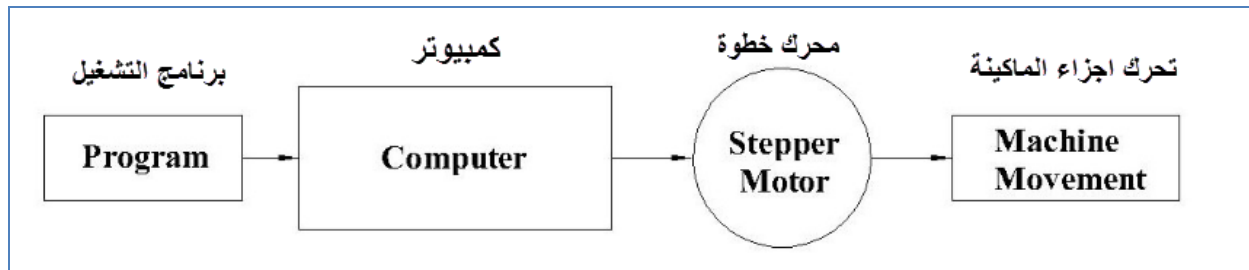 برنامج التشغيل
كمبيوتر
محرك خطوة
تحرك اجزاء الماكينة
Program
Computer
Stepper
Motor
Machine
Movement